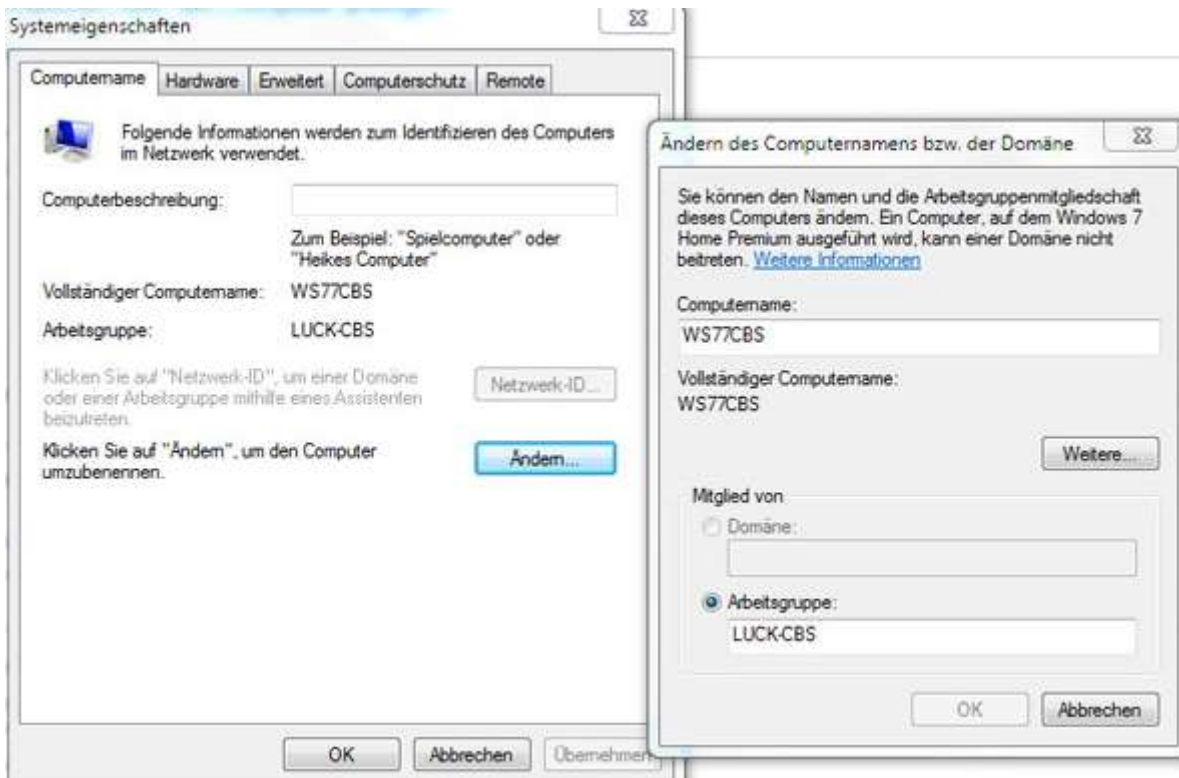 Systemeigenschaften
Computername
Hardware
Erweitert
Computerschutz
Remote
Folgende Informationen werden zum Identifizieren des Computers
im Netzwerk verwendet.
Computerbeschreibung:
Zum Beispiel: "Spielcomputer" oder
"Heikes Computer"
Vollständiger Computername:
WS77CBS
Arbeitsgruppe:
LUCK-CBS
Klicken Sie auf "Netzwerk-ID", um einer Domäne
oder einer Arbeitsgruppe mithilfe eines Assistenten
beizutreten.
Netzwerk-ID...
Klicken Sie auf "Ändern", um den Computer
umzubenennen.
Ändern...
OK
Abbrechen
Übernehmen
Ändern des Computernamens bzw. der Domäne
Sie können den Namen und die Arbeitsgruppenmitgliedschaft
dieses Computers ändern. Ein Computer, auf dem Windows 7
Home Premium ausgeführt wird, kann einer Domäne nicht
beitreten. Weitere Informationen
Computername:
WS77CBS
Vollständiger Computername:
WS77CBS
Weitere...
Mitglied von
Domäne:
Arbeitsgruppe:
LUCK-CBS
OK
Abbrechen